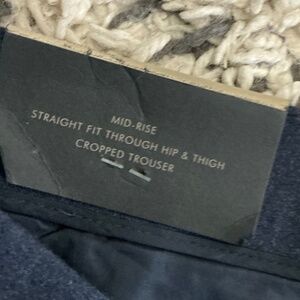 MID-RISE
STRAIGHT FIT THROUGH HIP & THIGH
CROPPED TROUSER